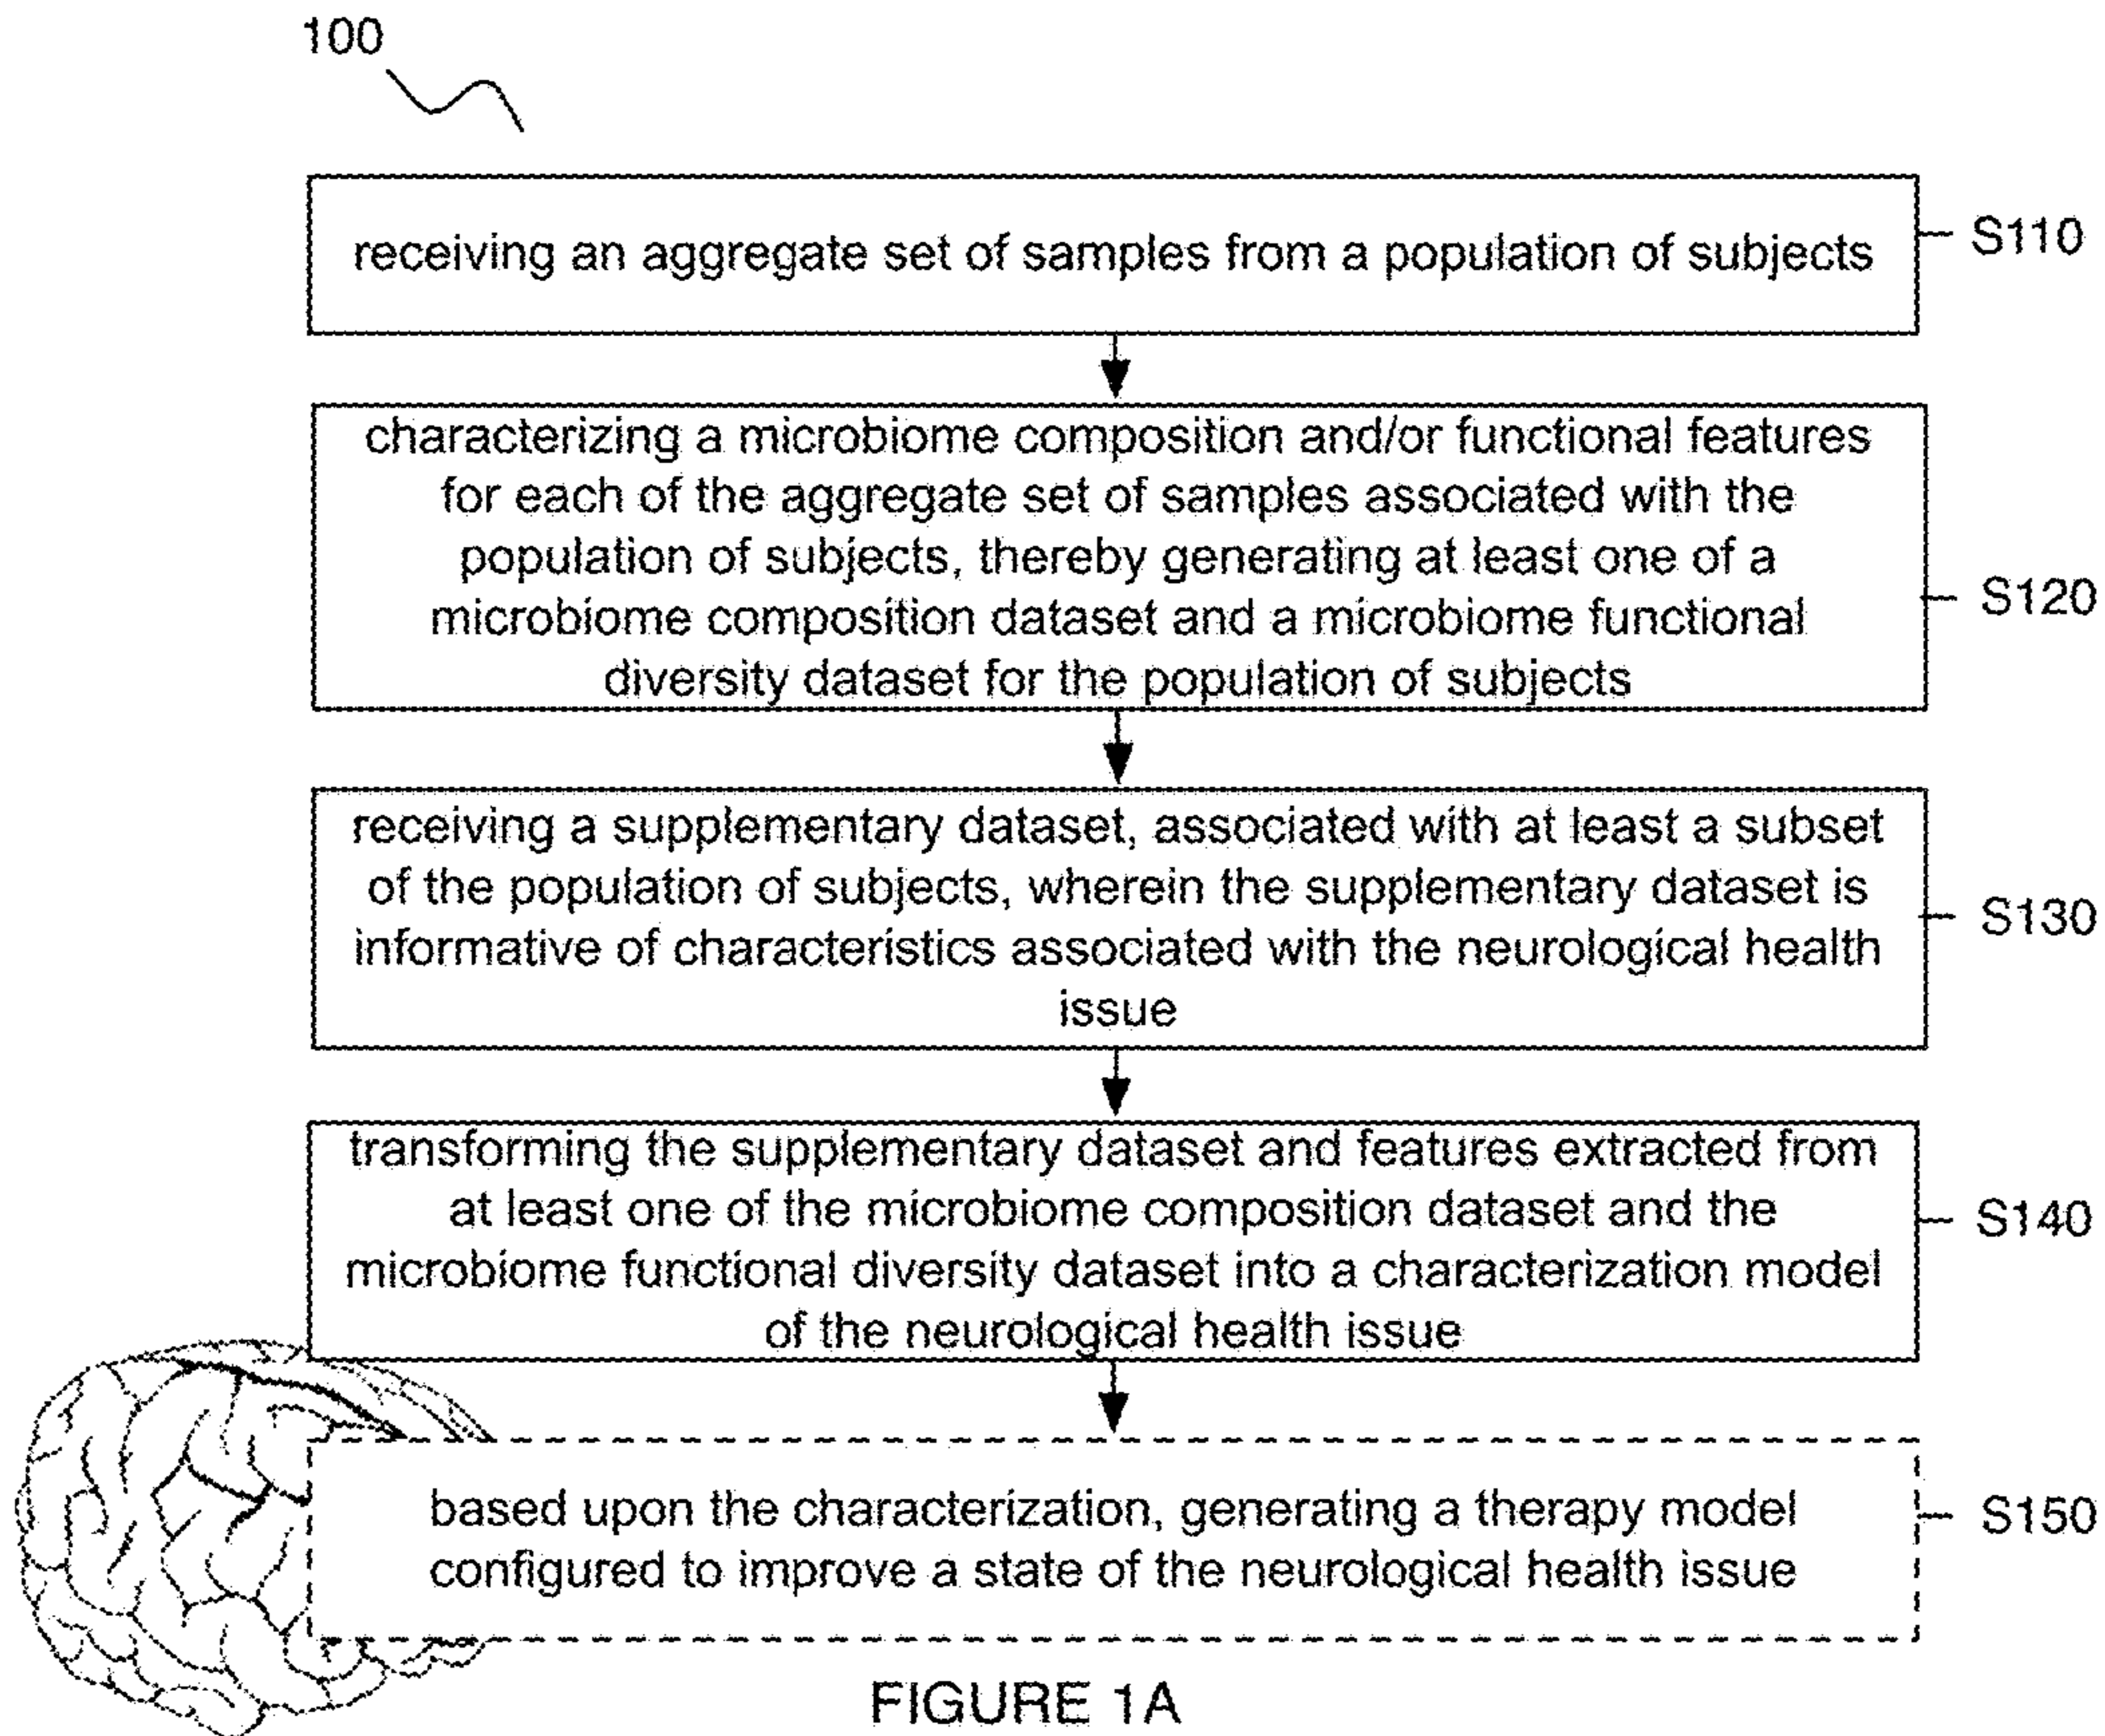 100
receiving an aggregate set of samples from a population of subjects
S110
characterizing a microbiome composition and/or functional features
for each of the aggregate set of samples associated with the
population of subjects, thereby generating at least one of a
microbiome composition dataset and a microbiome functional
diversity dataset for the population of subjects
S120
receiving a supplementary dataset, associated with at least a subset
of the population of subjects, wherein the supplementary dataset is
informative of characteristics associated with the neurological health
issue
S130
transforming the supplementary dataset and features extracted from
at least one of the microbiome composition dataset and the
microbiome functional diversity dataset into a characterization model
of the neurological health issue
S140
based upon the characterization, generating a therapy model
configured to improve a state of the neurological health issue
S150
FIGURE 1A